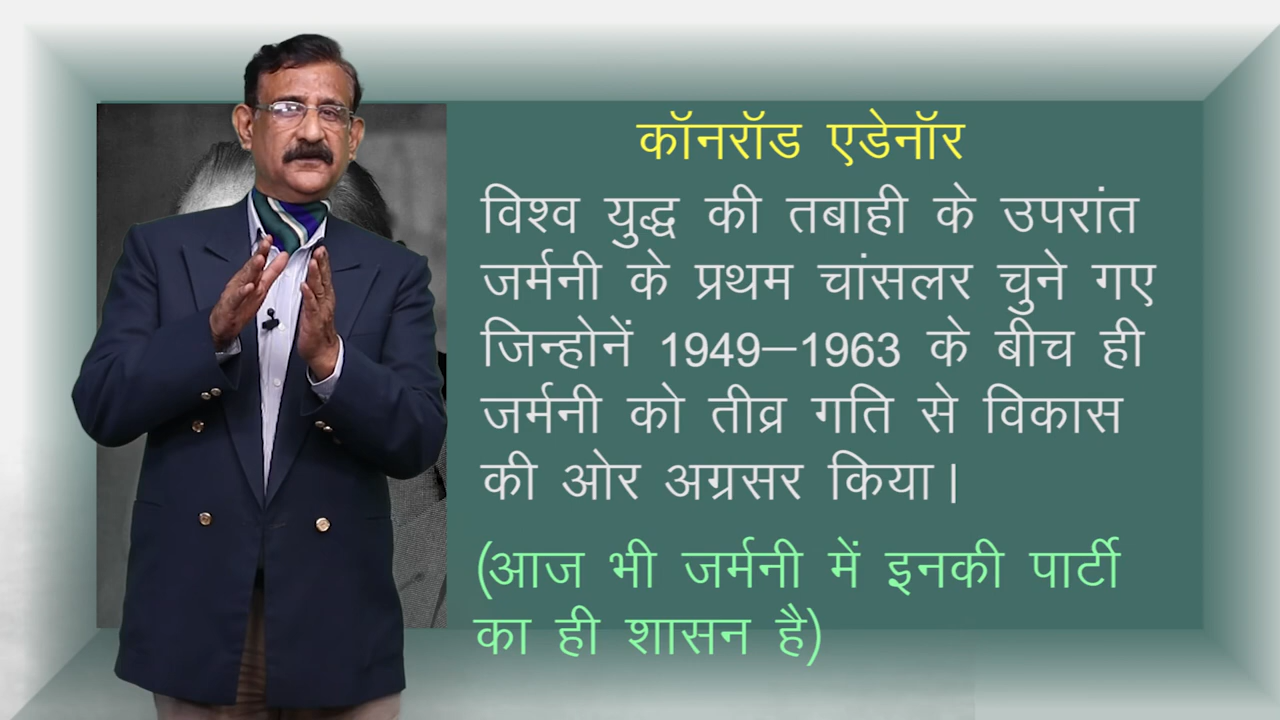 कॉनरॉड एडेनॉर
विश्व युद्ध की तबाही के उपरांत
जर्मनी के प्रथम चांसलर चुने गए
जिन्होनें 1949–1963 के बीच ही
जर्मनी को तीव्र गति से विकास
की ओर अग्रसर किया।
(आज भी जर्मनी में इनकी पार्टी
का ही शासन है)